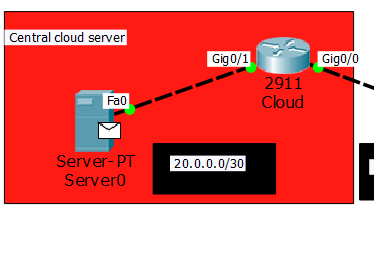 Central cloud server
Gig0/1
Gig0/0
2911
Cloud
Fa0
Server-PT
Server0
20.0.0.0/30